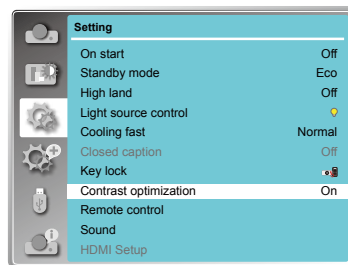 Setting
On start Off
Standby mode Eco
High land Off
Light source control
Cooling fast Normal
Closed caption Off
Key lock
Contrast optimization On
Remote control
Sound
HDMI Setup